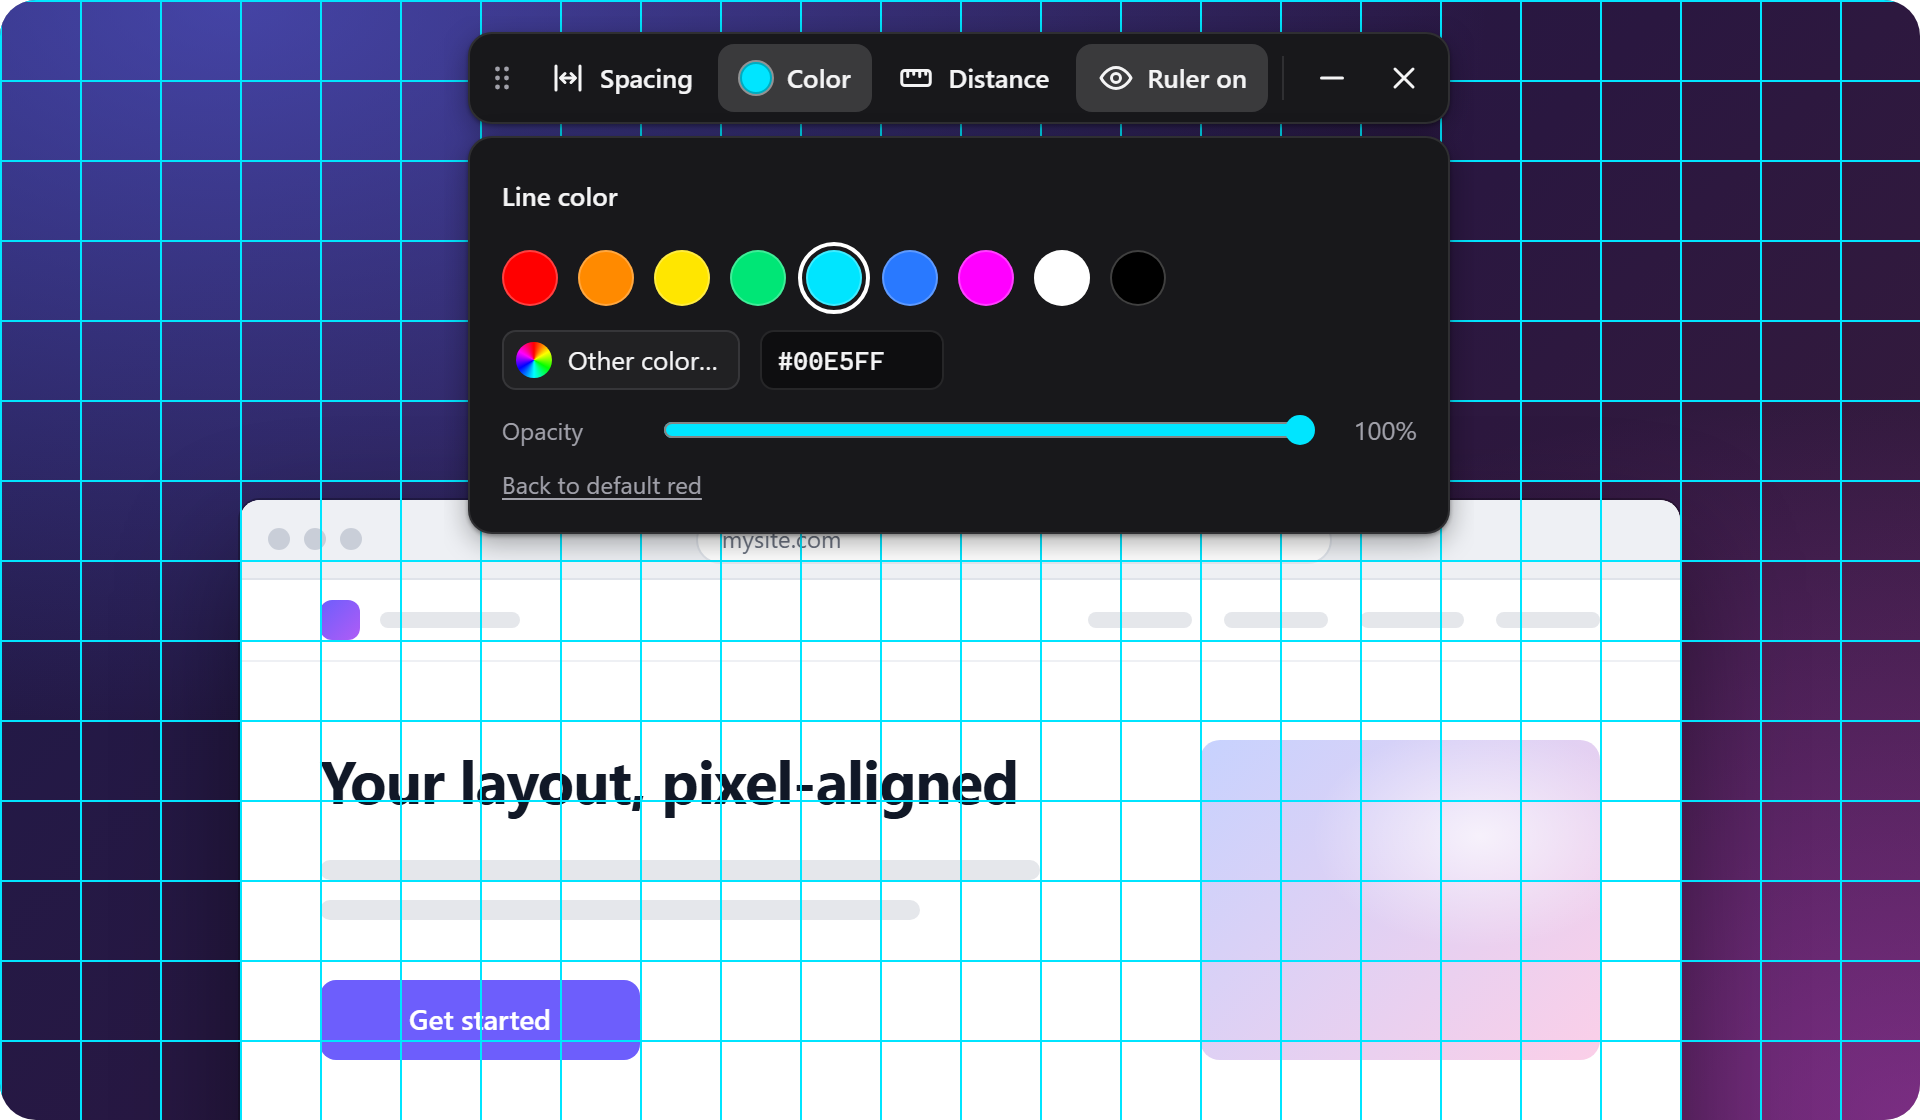 Spacing Color Distance Ruler on
Line color
Other color... #00E5FF
Opacity 100%
Back to default red
mysite.com
Your layout, pixel-aligned
Get started